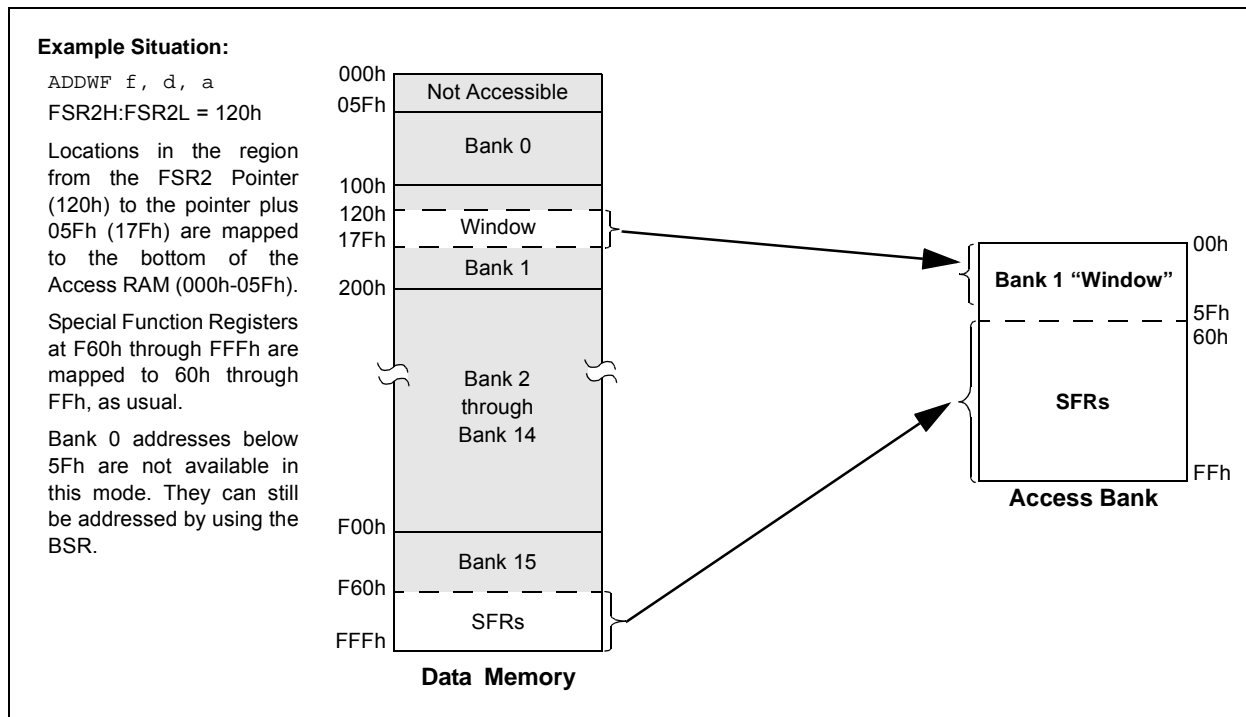 Example Situation:
ADDWF f, d, a
FSR2H:FSR2L = 120h
Locations in the region
from the FSR2 Pointer
(120h) to the pointer plus
05Fh (17Fh) are mapped
to the bottom of the
Access RAM (000h-05Fh).
Special Function Registers
at F60h through FFFh are
mapped to 60h through
FFh, as usual.
Bank 0 addresses below
5Fh are not available in
this mode. They can still
be addressed by using the
BSR.
000h
Not Accessible
05Fh
Bank 0
100h
120h
Window
17Fh
Bank 1
200h
Bank 2
through
Bank 14
F00h
Bank 15
F60h
SFRs
FFFh
Data Memory
00h
Bank 1 “Window”
5Fh
60h
SFRs
FFh
Access Bank